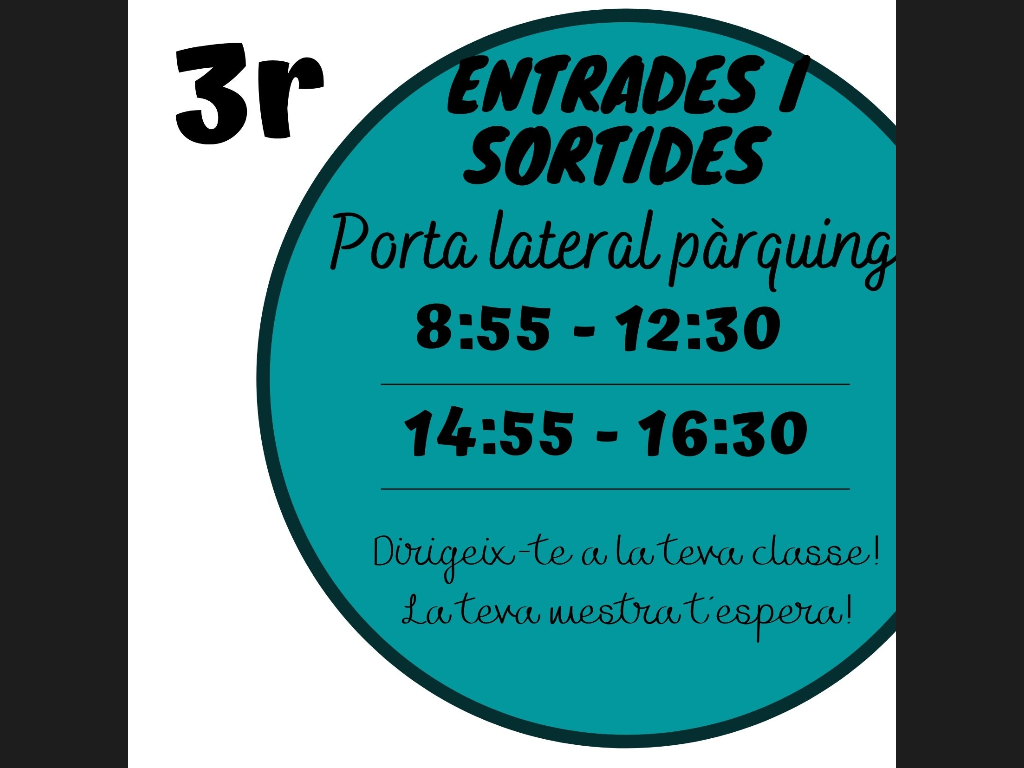 3r
ENTRADES I
SORTIDES
Porta lateral pàrquing
8:55 - 12:30
14:55 - 16:30
Dirigeix-te a la teva classe!
La teva mestra t'espera!